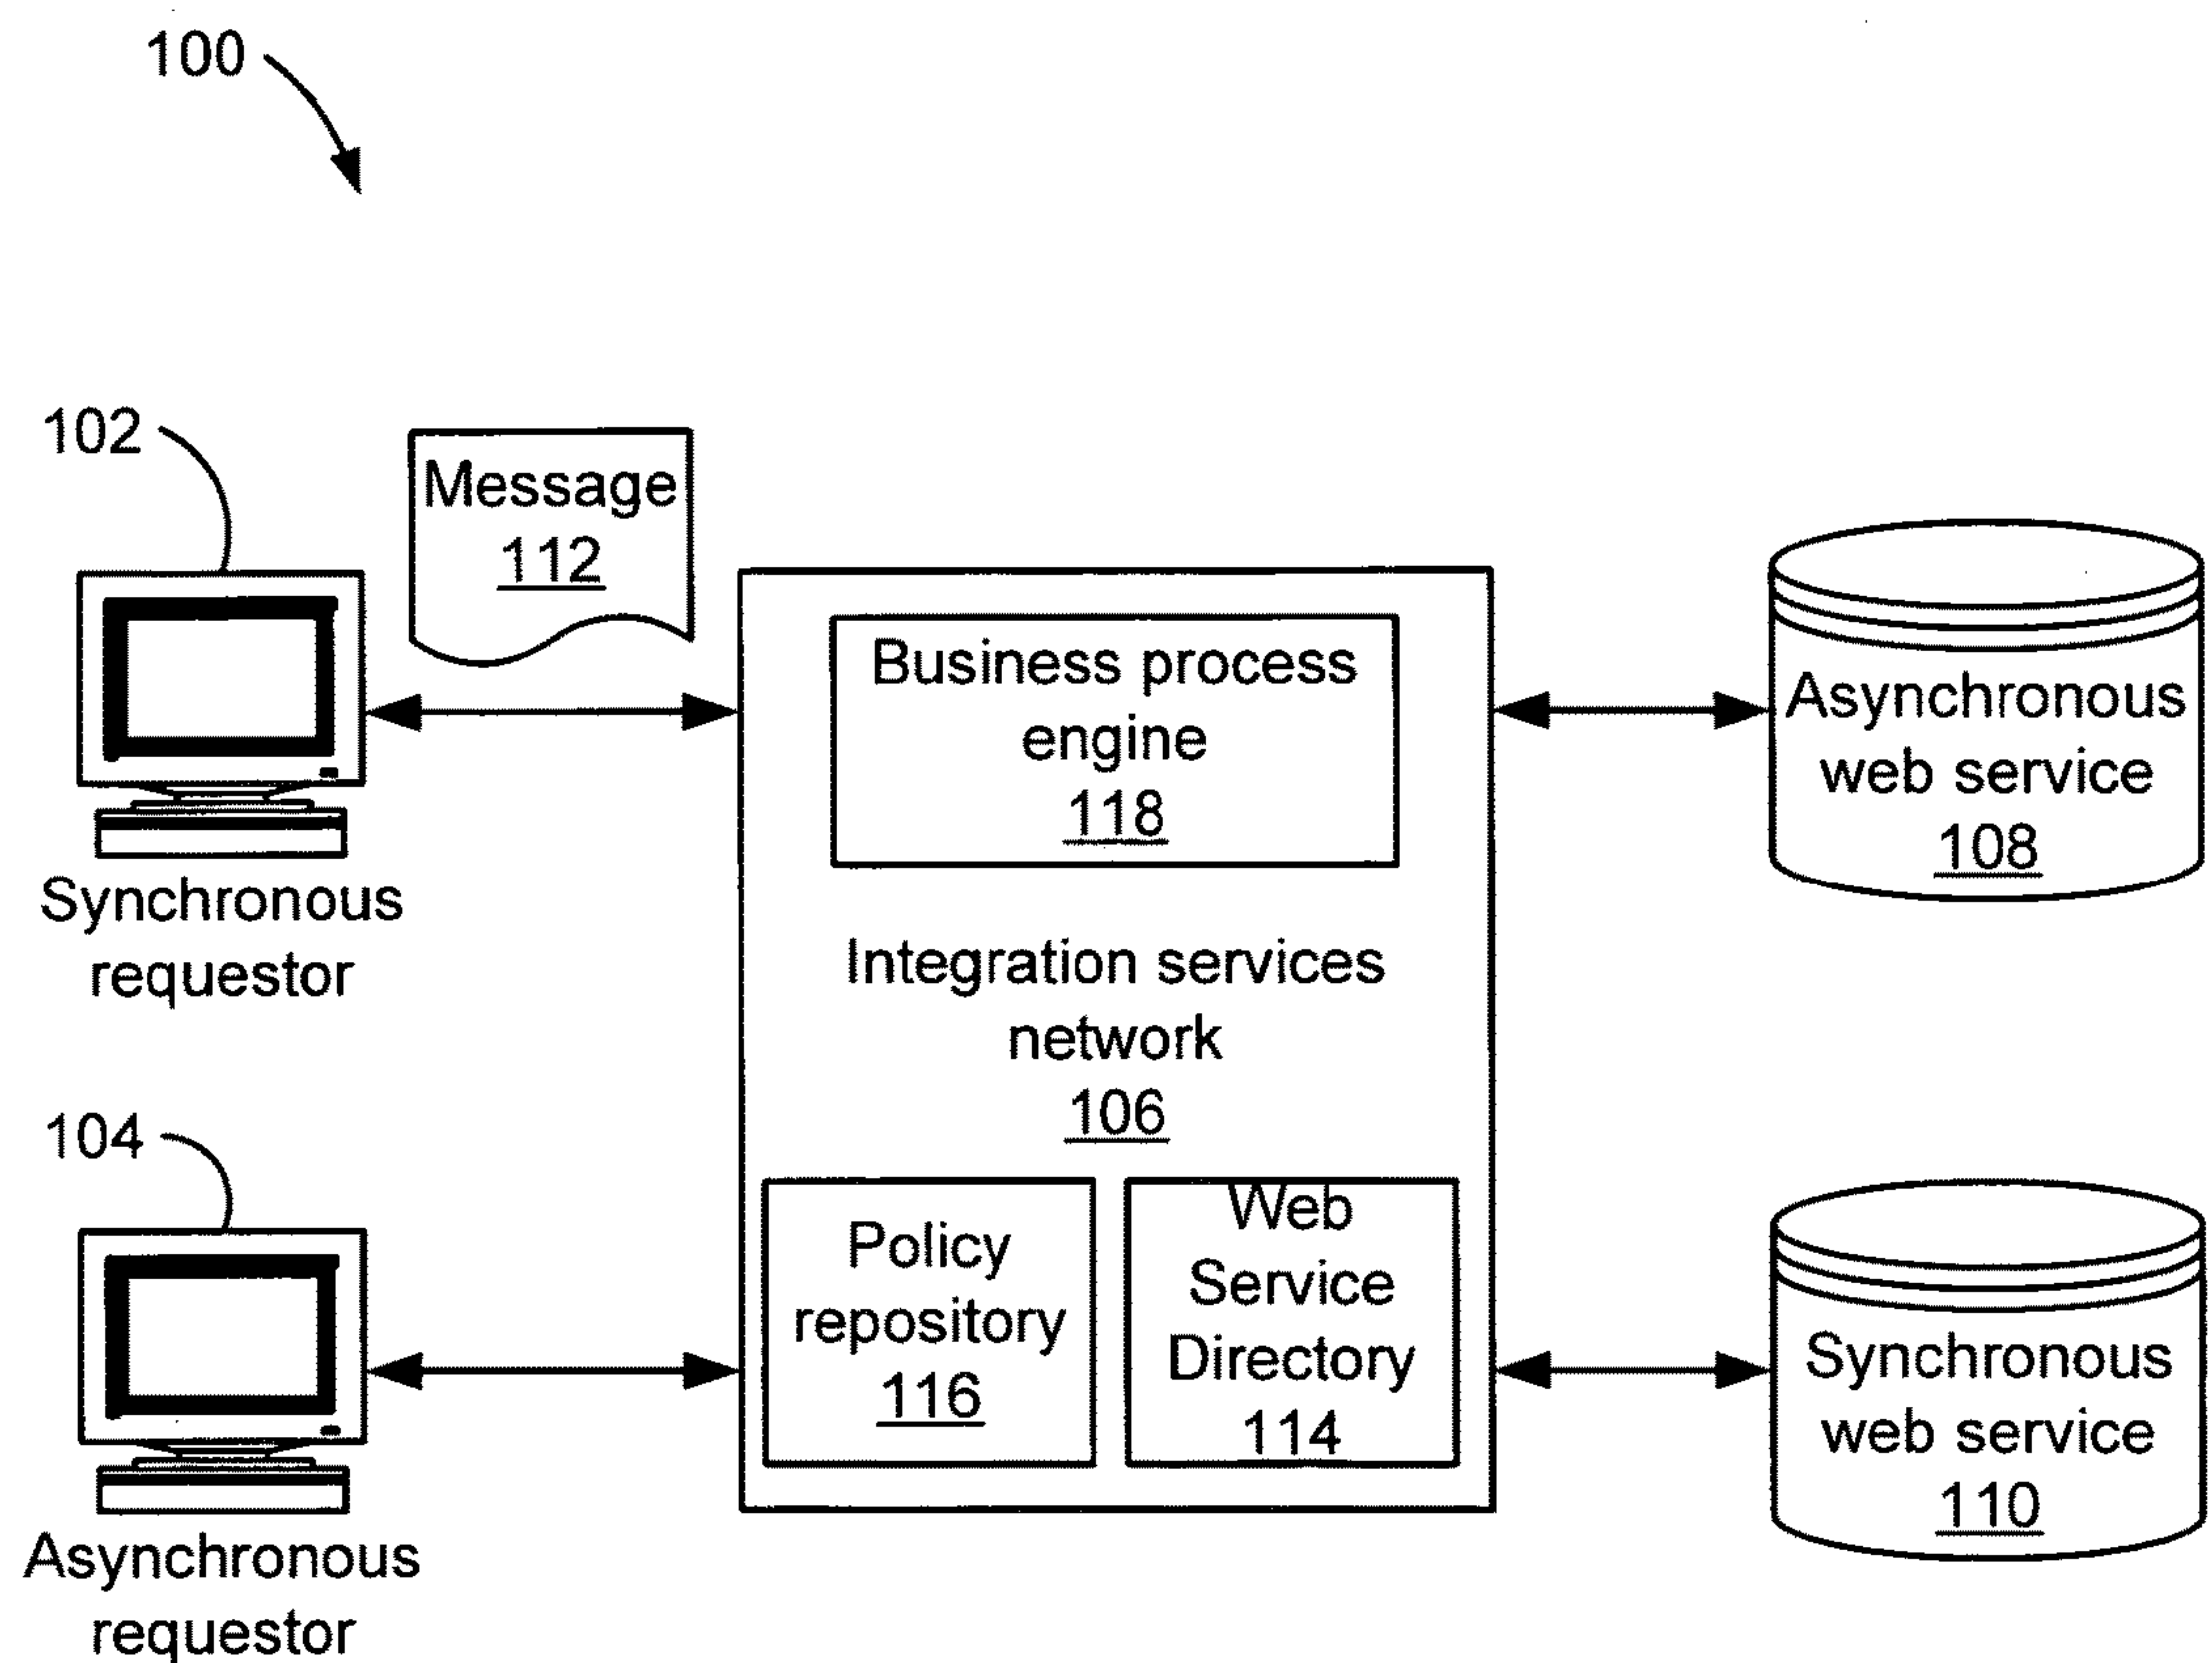 100
102
Message
112
Synchronous
requestor
Business process
engine
118
Integration services
network
106
Asynchronous
web service
108
104
Asynchronous
requestor
Policy
repository
116
Web
Service
Directory
114
Synchronous
web service
110